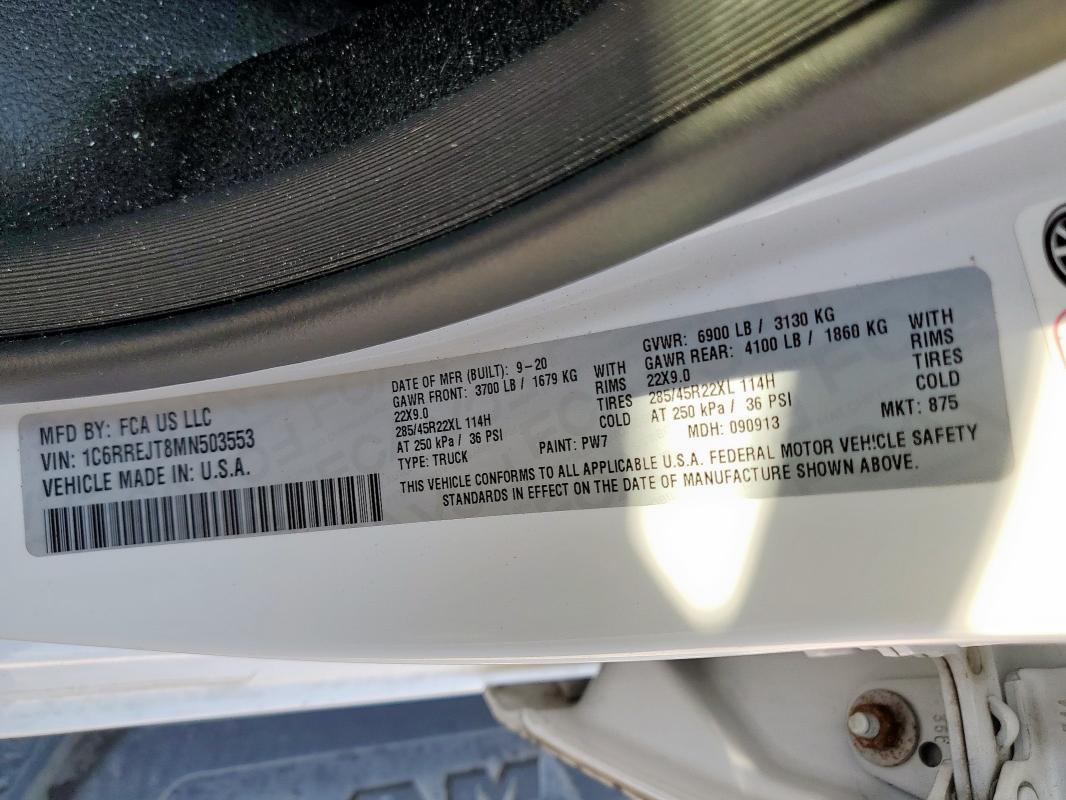 MFD BY: FCA US LLC
VIN: 1C6RREJT8MN503553
VEHICLE MADE IN: U.S.A.
DATE OF MFR (BUILT): 9-20
GAWR FRONT: 3700 LB / 1679 KG WITH
22X9.0 RIMS
285/45R22XL 114H TIRES
AT 250 kPa / 36 PSI COLD
TYPE: TRUCK PAINT: PW7
GVWR: 6900 LB / 3130 KG
GAWR REAR: 4100 LB / 1860 KG WITH
22X9.0 RIMS
285/45R22XL 114H TIRES
AT 250 kPa / 36 PSI COLD
MDH: 090913 MKT: 875
THIS VEHICLE CONFORMS TO ALL APPLICABLE U.S.A. FEDERAL MOTOR VEHICLE SAFETY
STANDARDS IN EFFECT ON THE DATE OF MANUFACTURE SHOWN ABOVE.